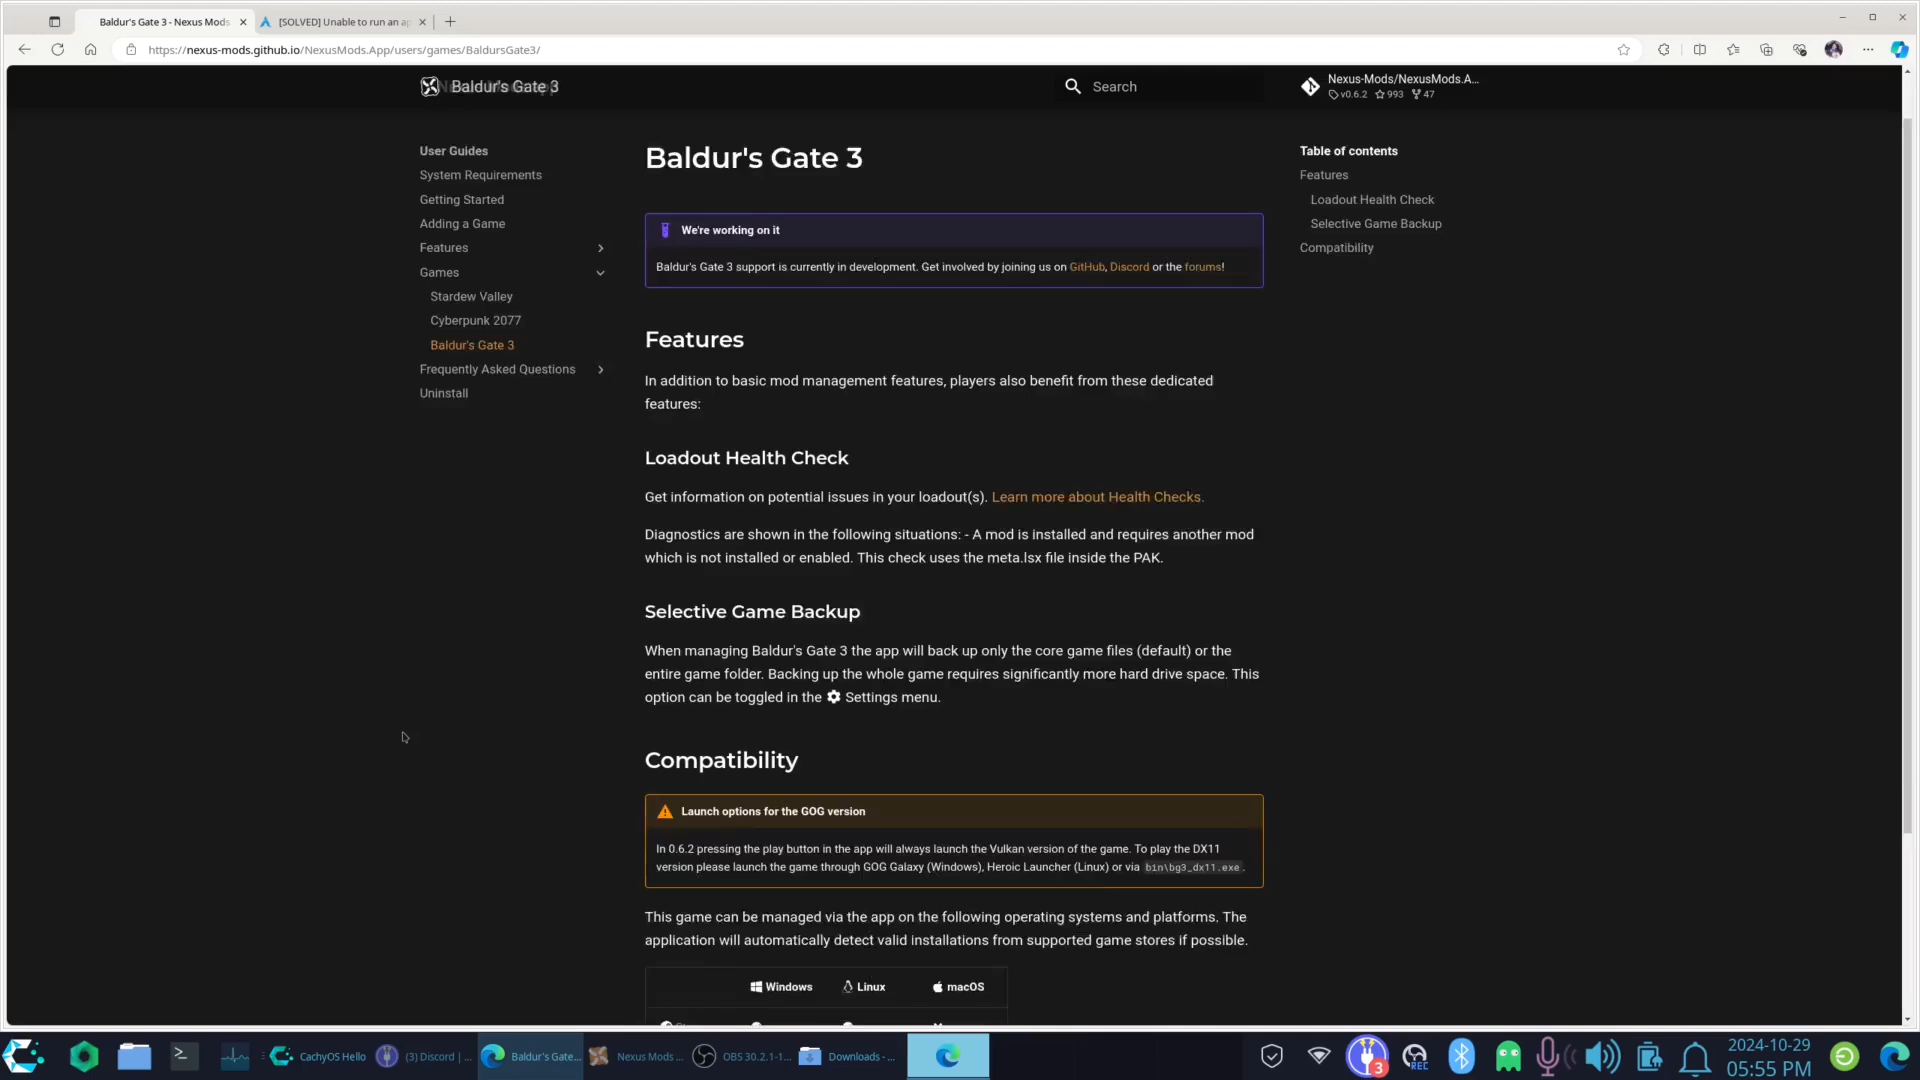 Baldur's Gate 3 - Nexus Mods
[SOLVED] Unable to run an ap
https://nexus-mods.github.io/NexusMods.App/users/games/BaldursGate3/
Baldur's Gate 3
Search
Nexus-Mods/NexusMods.A...
v0.6.2 993 47
User Guides
System Requirements
Getting Started
Adding a Game
Features
Games
Stardew Valley
Cyberpunk 2077
Baldur's Gate 3
Frequently Asked Questions
Uninstall
Baldur's Gate 3
We're working on it
Baldur's Gate 3 support is currently in development. Get involved by joining us on GitHub, Discord or the forums!
Features
In addition to basic mod management features, players also benefit from these dedicated
features:
Loadout Health Check
Get information on potential issues in your loadout(s). Learn more about Health Checks.
Diagnostics are shown in the following situations: - A mod is installed and requires another mod
which is not installed or enabled. This check uses the meta.lsx file inside the PAK.
Selective Game Backup
When managing Baldur's Gate 3 the app will back up only the core game files (default) or the
entire game folder. Backing up the whole game requires significantly more hard drive space. This
option can be toggled in the Settings menu.
Compatibility
Launch options for the GOG version
In 0.6.2 pressing the play button in the app will always launch the Vulkan version of the game. To play the DX11
version please launch the game through GOG Galaxy (Windows), Heroic Launcher (Linux) or via bin\bg3_dx11.exe.
This game can be managed via the app on the following operating systems and platforms. The
application will automatically detect valid installations from supported game stores if possible.
Windows Linux macOS
Table of contents
Features
Loadout Health Check
Selective Game Backup
Compatibility
CachyOS Hello
(3) Discord | ...
Baldur's Gate...
Nexus Mods ...
OBS 30.2.1-1...
Downloads - ...
3
REC
2024-10-29
05:55 PM